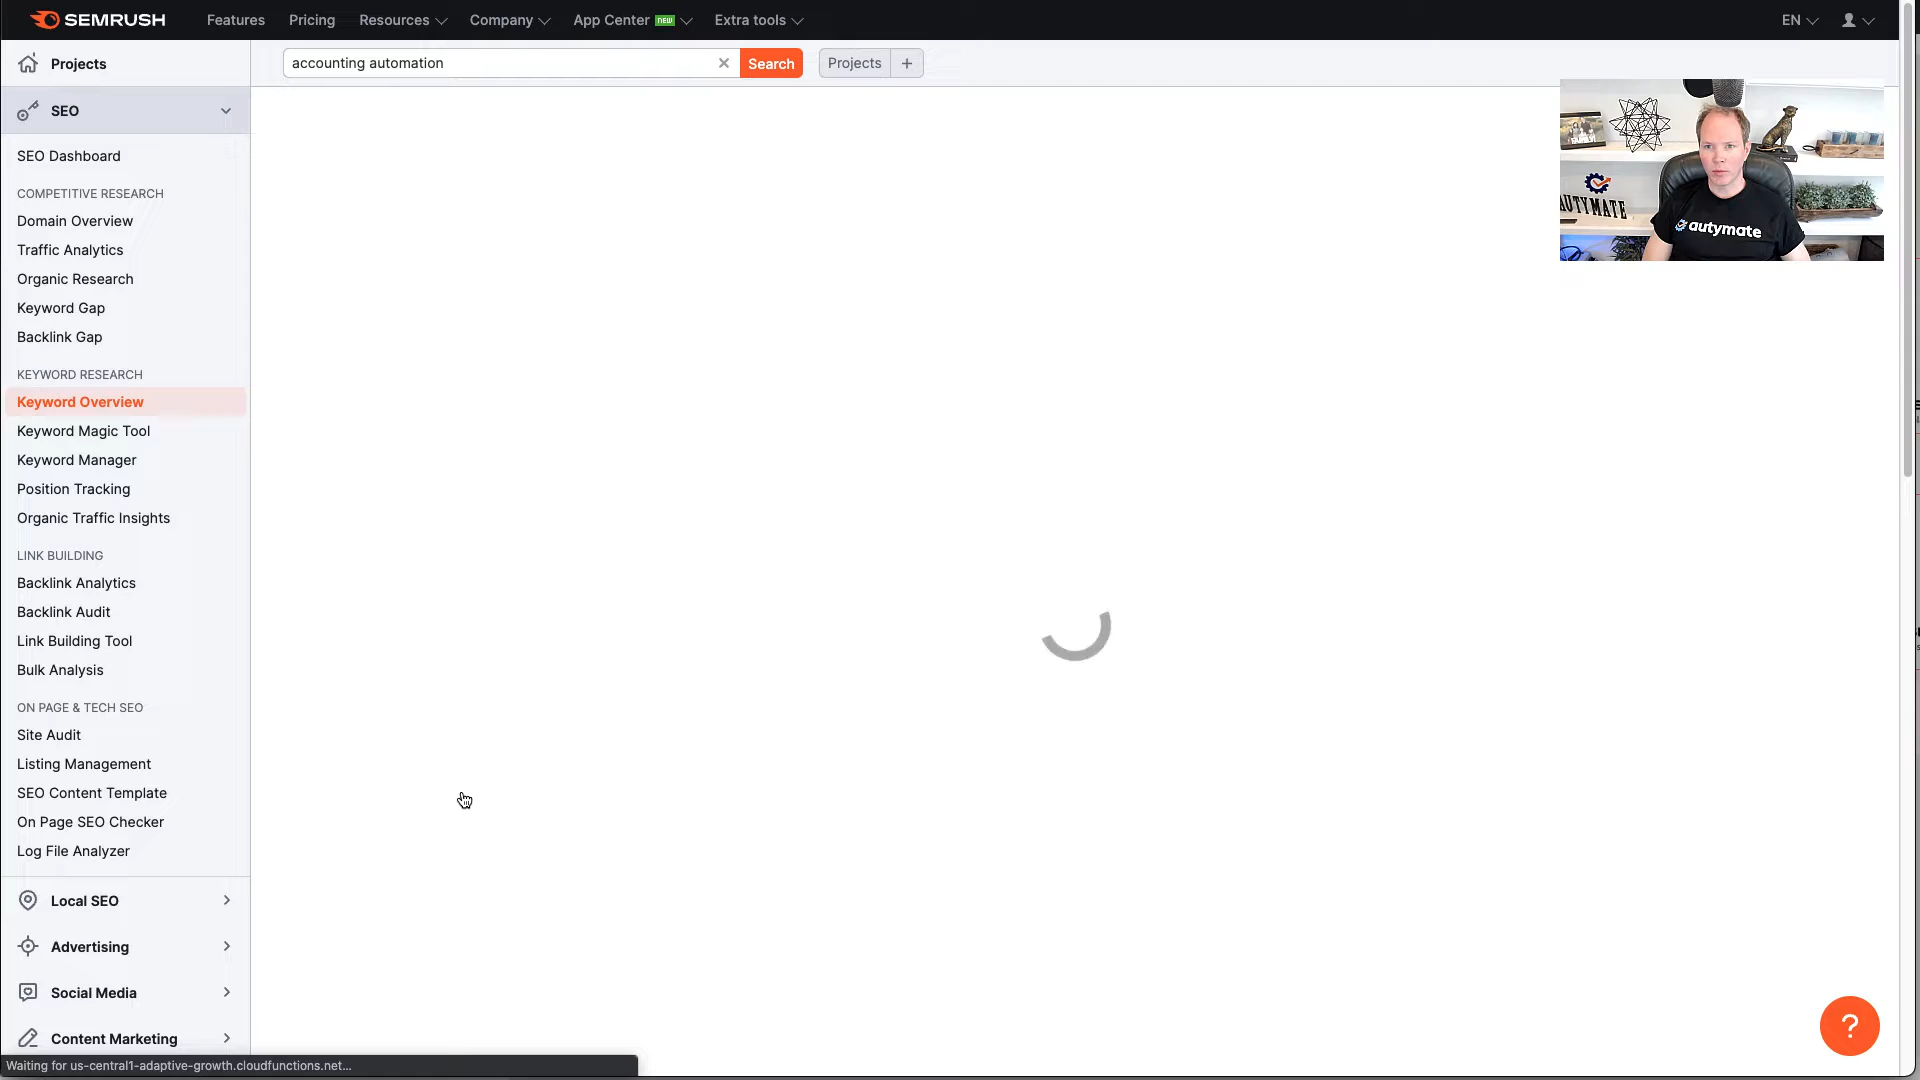 SEMRUSH
Features
Pricing
Resources
Company
App Center NEW
Extra tools
EN
Projects
accounting automation
Search
Projects
+
SEO
SEO Dashboard
COMPETITIVE RESEARCH
Domain Overview
Traffic Analytics
Organic Research
Keyword Gap
Backlink Gap
KEYWORD RESEARCH
Keyword Overview
Keyword Magic Tool
Keyword Manager
Position Tracking
Organic Traffic Insights
LINK BUILDING
Backlink Analytics
Backlink Audit
Link Building Tool
Bulk Analysis
ON PAGE & TECH SEO
Site Audit
Listing Management
SEO Content Template
On Page SEO Checker
Log File Analyzer
Local SEO
Advertising
Social Media
Content Marketing
Waiting for us-central1-adaptive-growth.cloudfunctions.net...
AUTYMATE
autymate
?